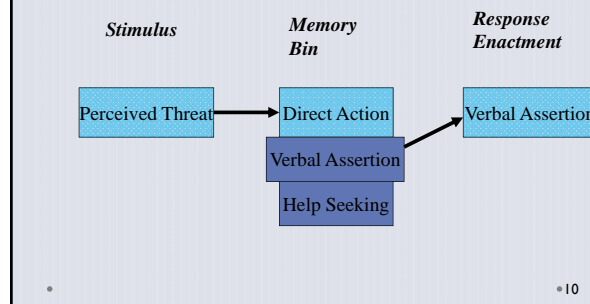 Stimulus
Memory
Bin
Response
Enactment
Perceived Threat
Direct Action
Verbal Assertion
Verbal Assertion
Help Seeking
10